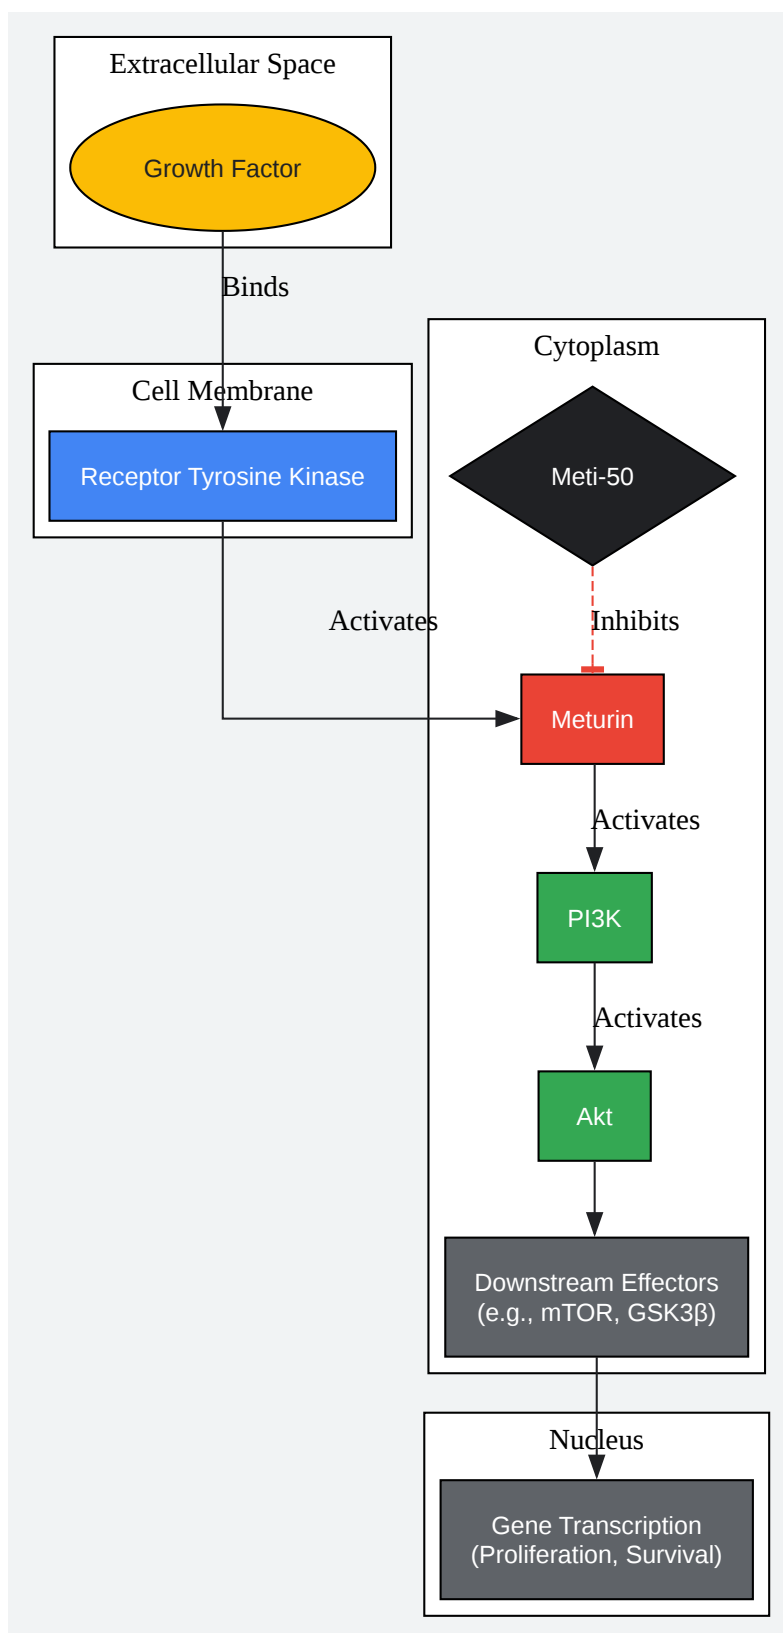 Extracellular Space
Growth Factor
Binds
Cell Membrane
Receptor Tyrosine Kinase
Cytoplasm
Meti-50
Activates
Inhibits
Meturin
Activates
PI3K
Activates
Akt
Downstream Effectors
(e.g., mTOR, GSK3β)
Nucleus
Gene Transcription
(Proliferation, Survival)